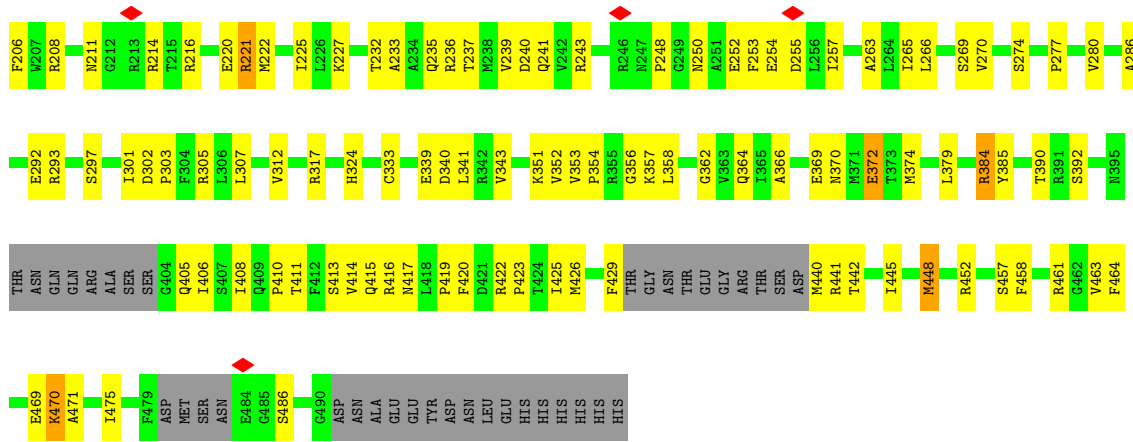 F206 W207 R208 N211 G212 R213 R214 T215 R216 E220 R221 M222 I225 L226 K227 T232 A233 A234 Q235 R236 T237 M238 V239 D240 Q241 V242 R243 R246 N247 P248 G249 N250 A251 E252 F253 E254 D255 L256 I257 A263 L264 I265 L266 S269 V270 S274 P277 V280 A286
E292 R293 S297 I301 D302 P303 F304 R305 L306 L307 V312 R317 H324 C333 E339 D340 L341 R342 V343 K351 V352 V353 P354 R355 G356 K357 L358 G362 V363 Q364 I365 A366 E369 N370 M371 E372 T373 M374 L379 R384 Y385 T390 R391 S392 N395
THR ASN GLN GLN ARG ALA SER SER G404 Q405 I406 S407 I408 Q409 P410 T411 F412 S413 V414 Q415 R416 N417 L418 P419 F420 D421 R422 P423 T424 I425 M426 F429 THR GLY ASN THR GLU GLY ARG THR SER ASP M440 R441 T442 I445 M448 R452 S457 F458 R461 G462 V463 F464
E469 K470 A471 I475 F479 ASP MET SER ASN E484 G485 S486 G490 ASP ASN ALA GLU GLU TYR ASP ASN LEU GLU HIS HIS HIS HIS HIS HIS